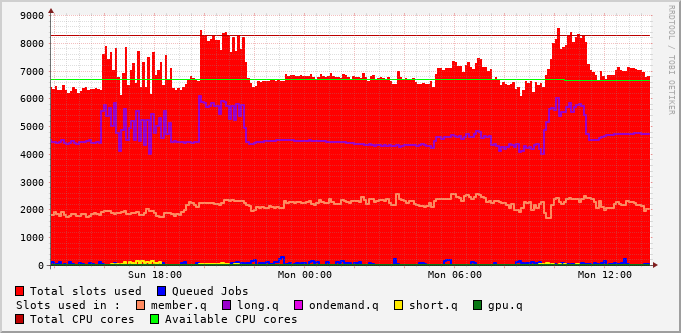 9000
8000
7000
6000
5000
4000
3000
2000
1000
0
Sun 18:00 Mon 00:00 Mon 06:00 Mon 12:00
RRDTOOL / TOBI OETIKER
Total slots used Queued Jobs
Slots used in : member.q long.q ondemand.q short.q gpu.q
Total CPU cores Available CPU cores